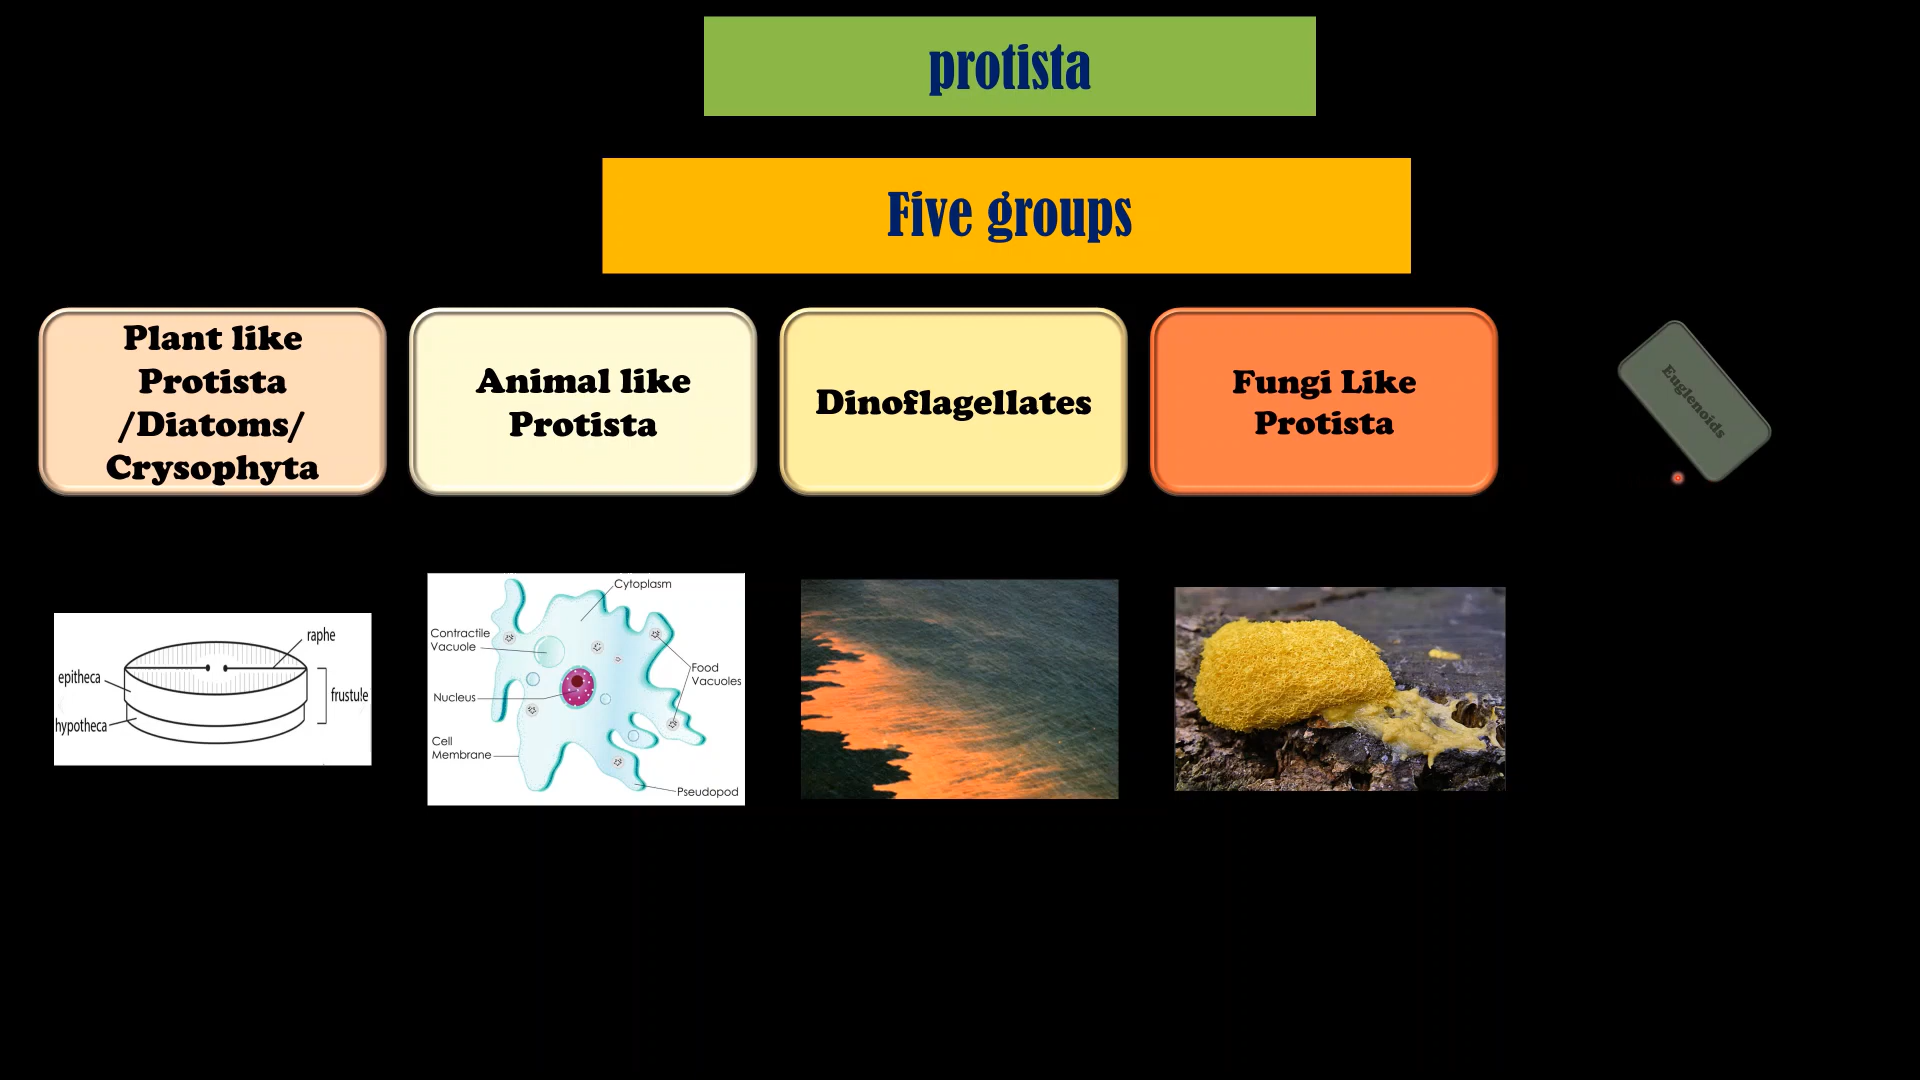 protista
Five groups
Plant like
Protista
/Diatoms/
Crysophyta
Animal like
Protista
Dinoflagellates
Fungi Like
Protista
Euglenoids
raphe
epitheca
frustule
hypotheca
Cytoplasm
Contractile
Vacuole
Food
Vacuoles
Nucleus
Cell
Membrane
Pseudopod